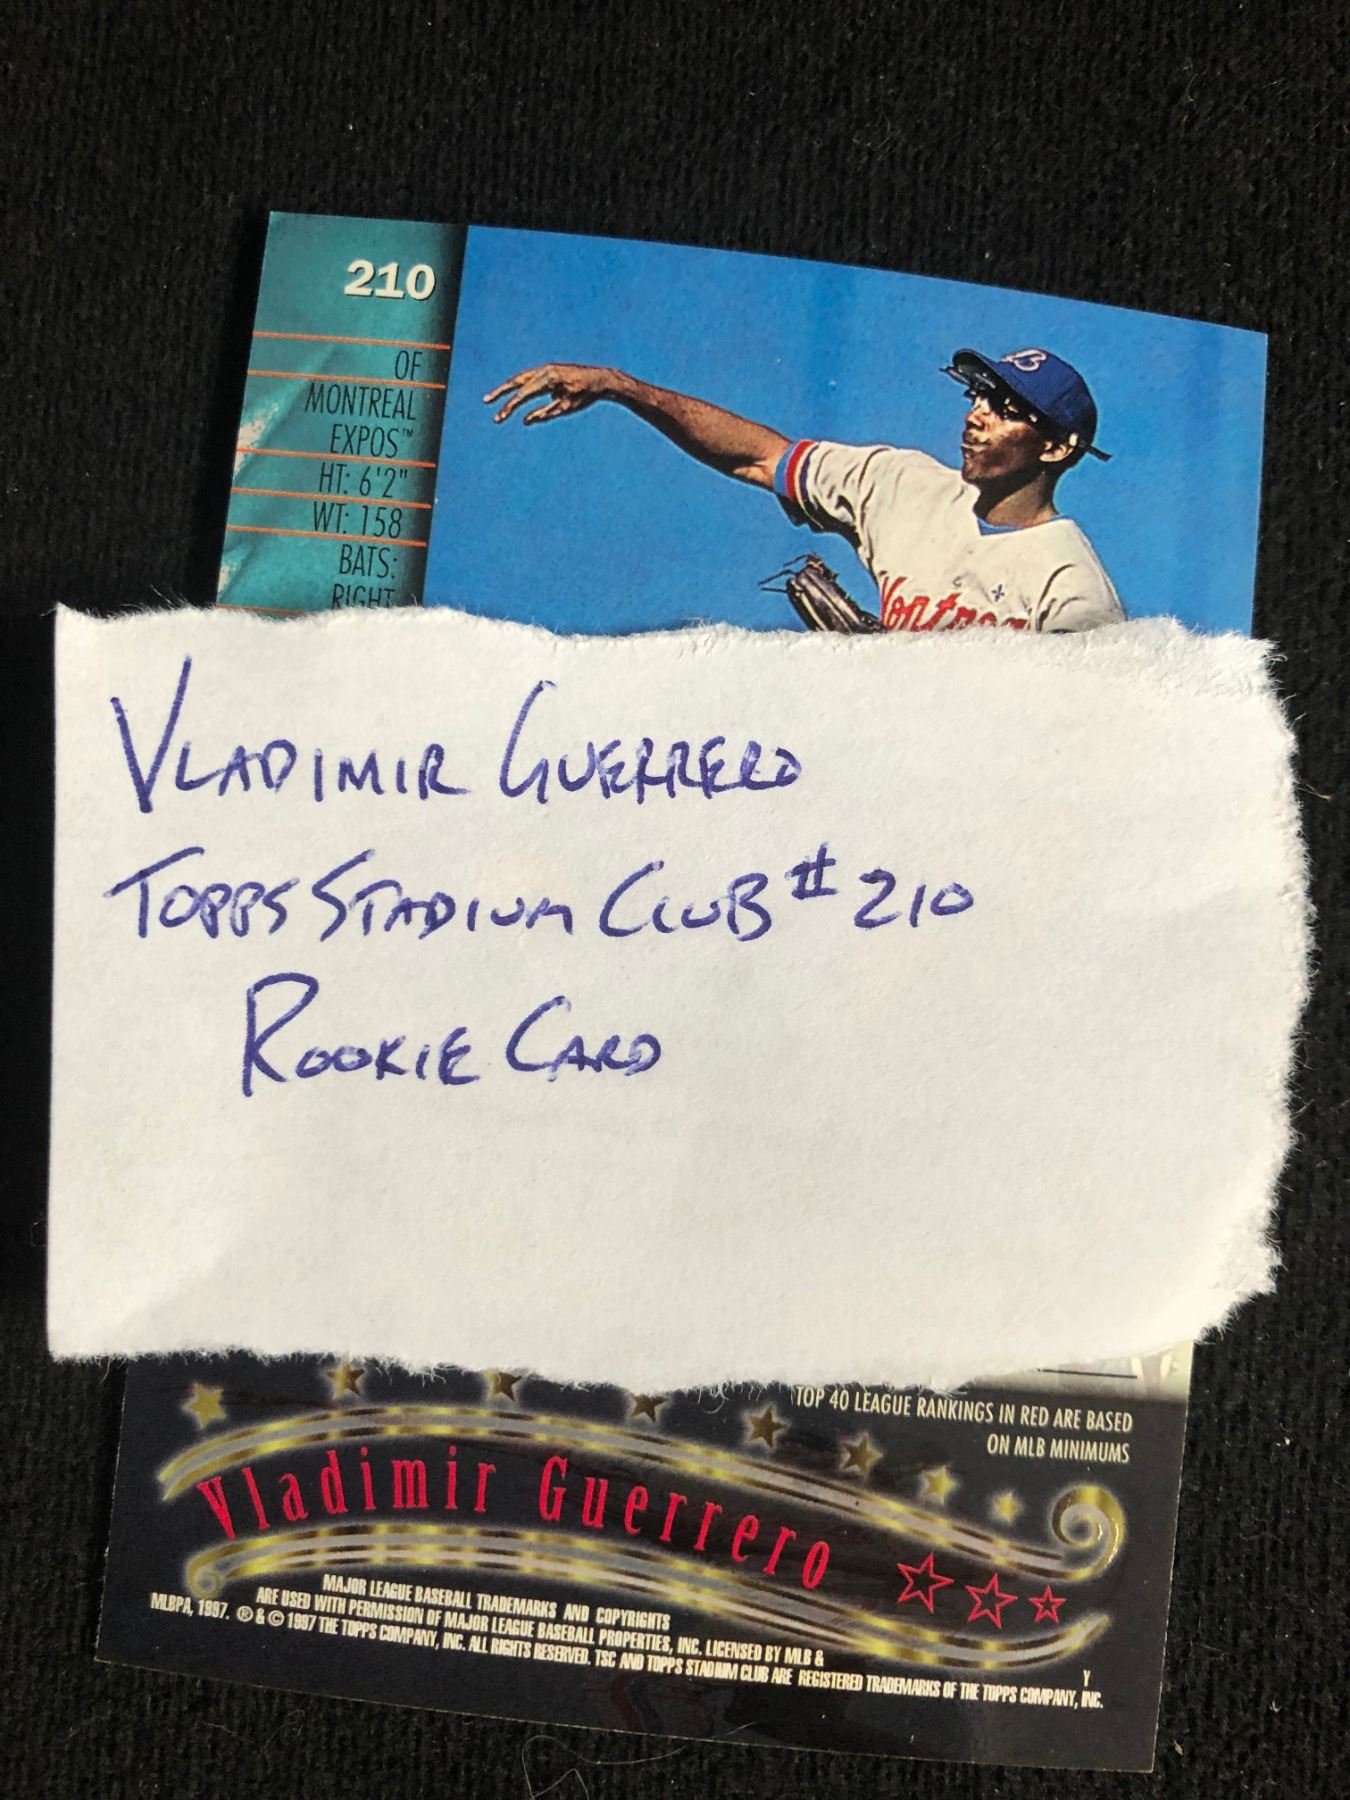 210
OF
MONTREAL
EXPOS™
HT: 6'2"
WT: 158
BATS:
RIGHT
B
Montreal
VLADIMIR GUERRERO
TOPPS STADIUM CLUB # 210
ROOKIE CARD
TOP 40 LEAGUE RANKINGS IN RED ARE BASED
ON MLB MINIMUMS
Vladimir Guerrero
MAJOR LEAGUE BASEBALL TRADEMARKS AND COPYRIGHTS
ARE USED WITH PERMISSION OF MAJOR LEAGUE BASEBALL PROPERTIES, INC. LICENSED BY MLB &
MLBPA, 1997. ® & © 1997 THE TOPPS COMPANY, INC. ALL RIGHTS RESERVED. TSC AND TOPPS STADIUM CLUB ARE REGISTERED TRADEMARKS OF THE TOPPS COMPANY, INC.
Y